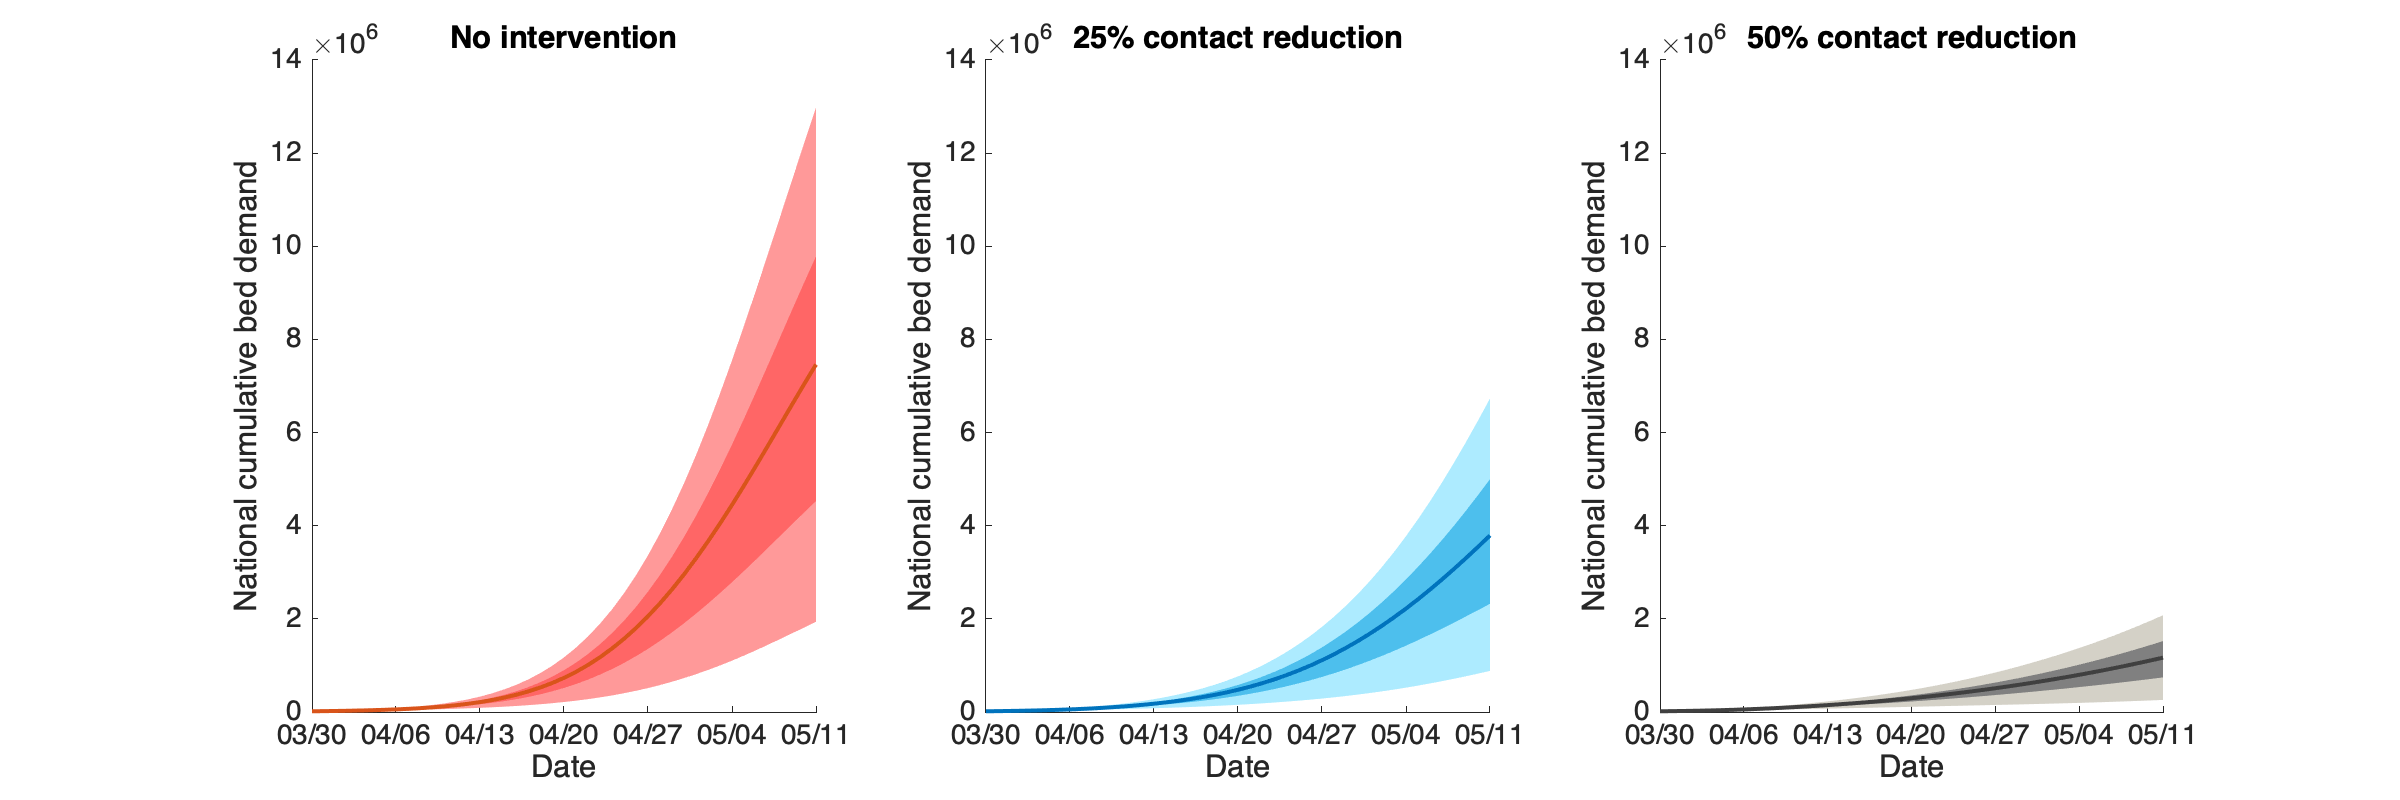 No intervention
×10^6
14
12
10
8
6
4
2
0
National cumulative bed demand
03/30 04/06 04/13 04/20 04/27 05/04 05/11
Date
25% contact reduction
×10^6
14
12
10
8
6
4
2
0
National cumulative bed demand
03/30 04/06 04/13 04/20 04/27 05/04 05/11
Date
50% contact reduction
×10^6
14
12
10
8
6
4
2
0
National cumulative bed demand
03/30 04/06 04/13 04/20 04/27 05/04 05/11
Date